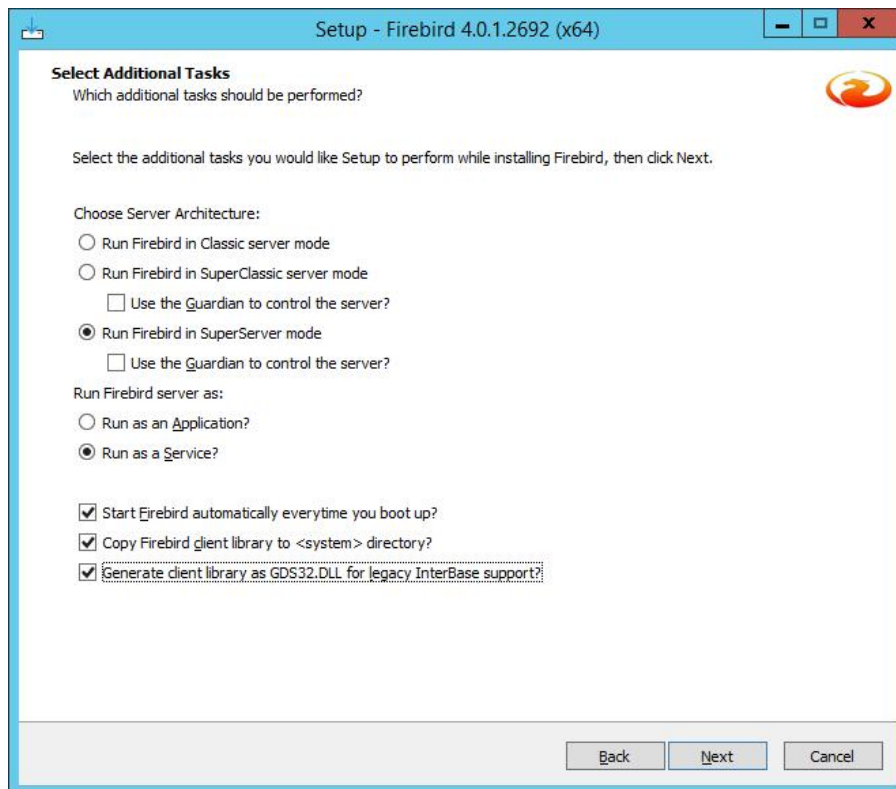 Setup - Firebird 4.0.1.2692 (x64)
Select Additional Tasks
Which additional tasks should be performed?
Select the additional tasks you would like Setup to perform while installing Firebird, then click Next.
Choose Server Architecture:
Run Firebird in Classic server mode
Run Firebird in SuperClassic server mode
Use the Guardian to control the server?
Run Firebird in SuperServer mode
Use the Guardian to control the server?
Run Firebird server as:
Run as an Application?
Run as a Service?
Start Firebird automatically everytime you boot up?
Copy Firebird client library to <system> directory?
Generate client library as GDS32.DLL for legacy InterBase support?
Back Next Cancel